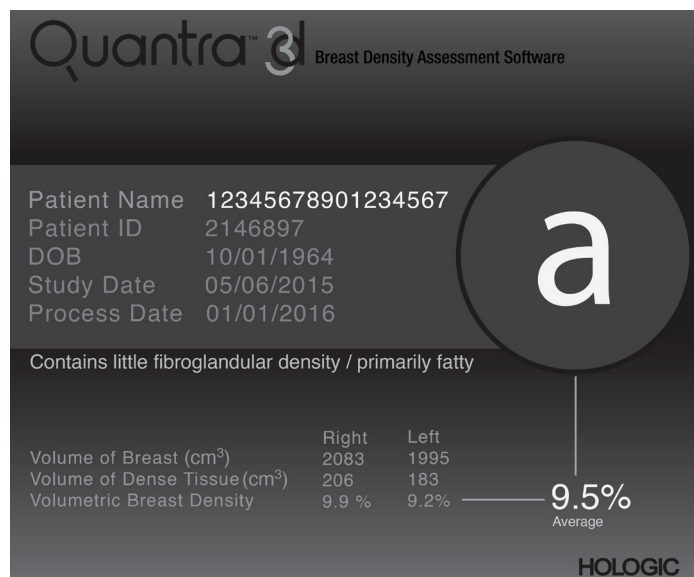 Quantra™ 3d Breast Density Assessment Software
Patient Name 12345678901234567
Patient ID 2146897
DOB 10/01/1964
Study Date 05/06/2015
Process Date 01/01/2016
a
Contains little fibroglandular density / primarily fatty
Right Left
Volume of Breast (cm³) 2083 1995
Volume of Dense Tissue (cm³) 206 183
Volumetric Breast Density 9.9 % 9.2% 9.5%
Average
HOLOGIC